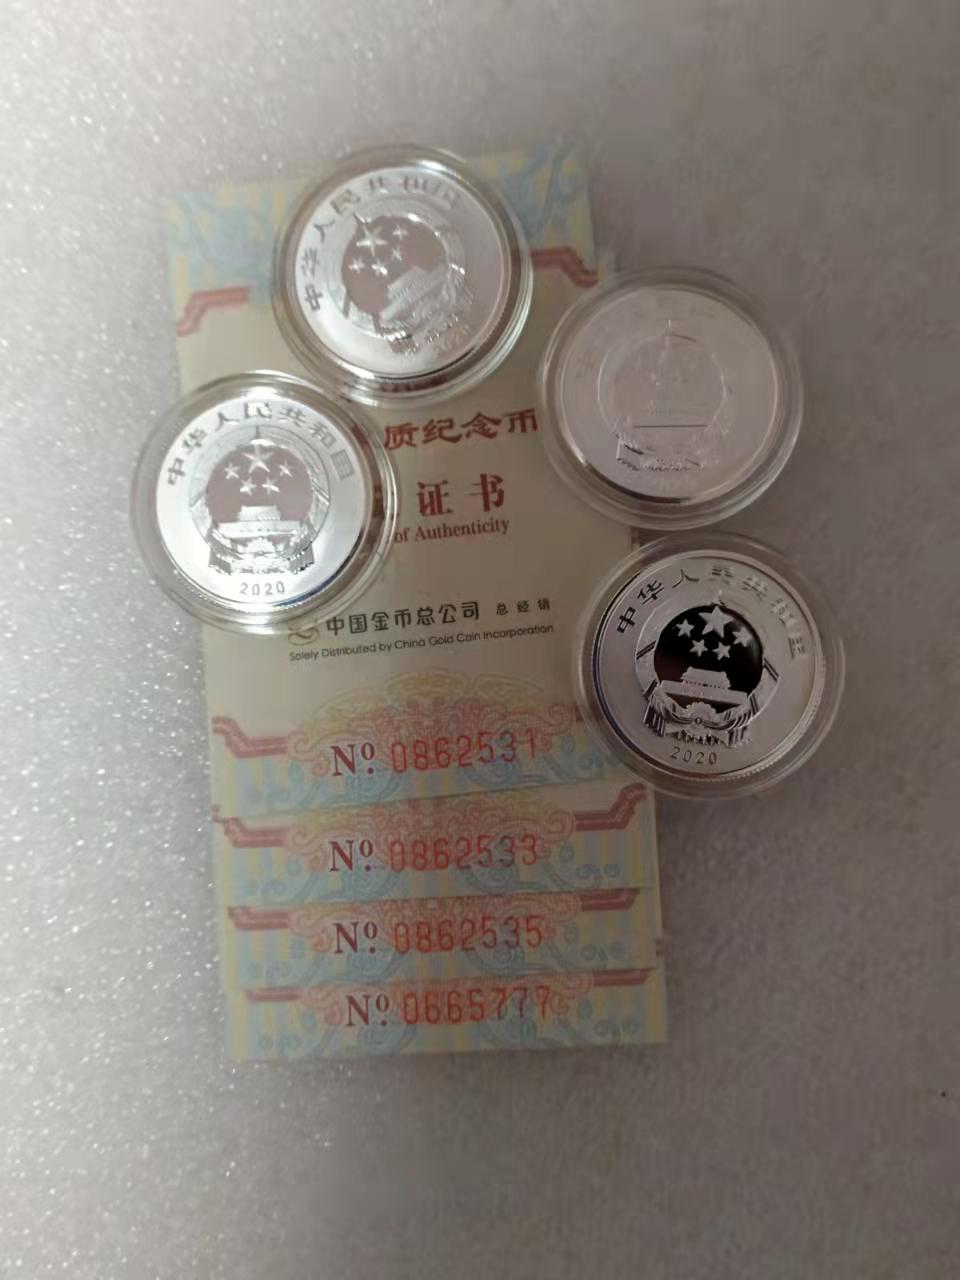 中华人民共和国
2020
中华人民共和国
2020
中华人民共和国
2020
质纪念币
证书
of Authenticity
中国金币总公司 总经销
Solely Distributed by China Gold Coin Incorporation
Nº. 0862531
Nº. 0862533
Nº. 0862535
Nº. 0665777